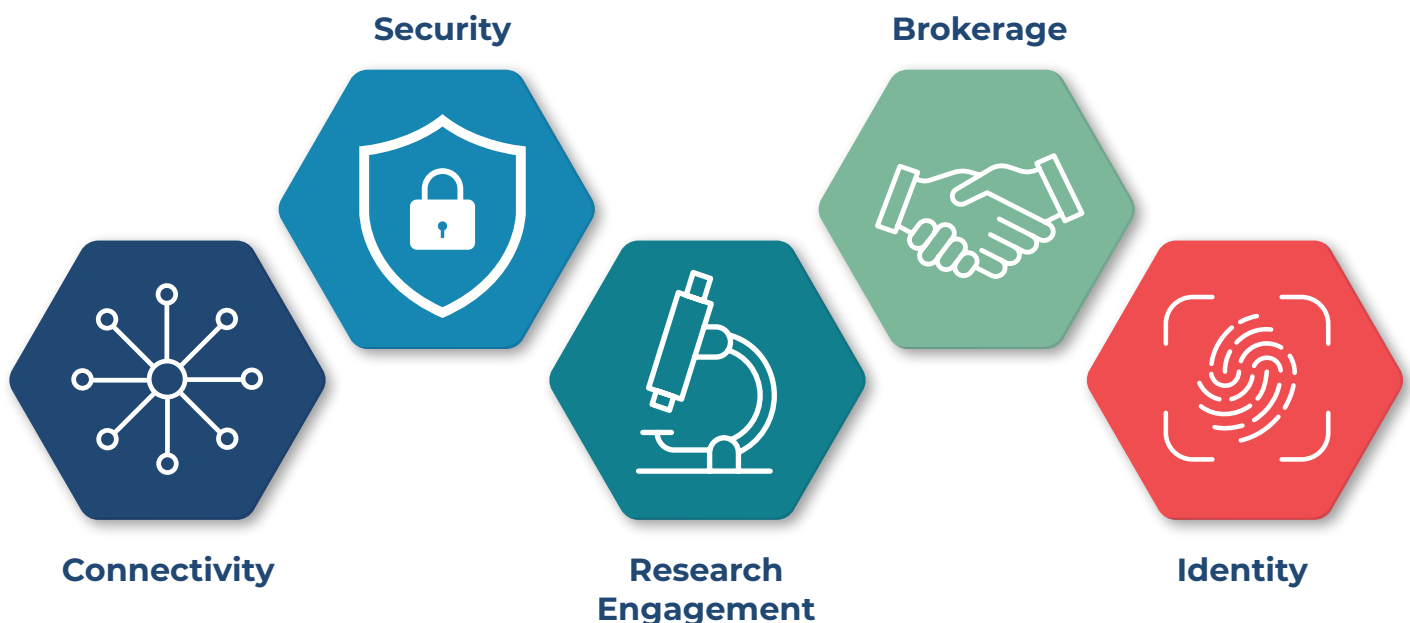 Security
Brokerage
Connectivity
Research
Engagement
Identity